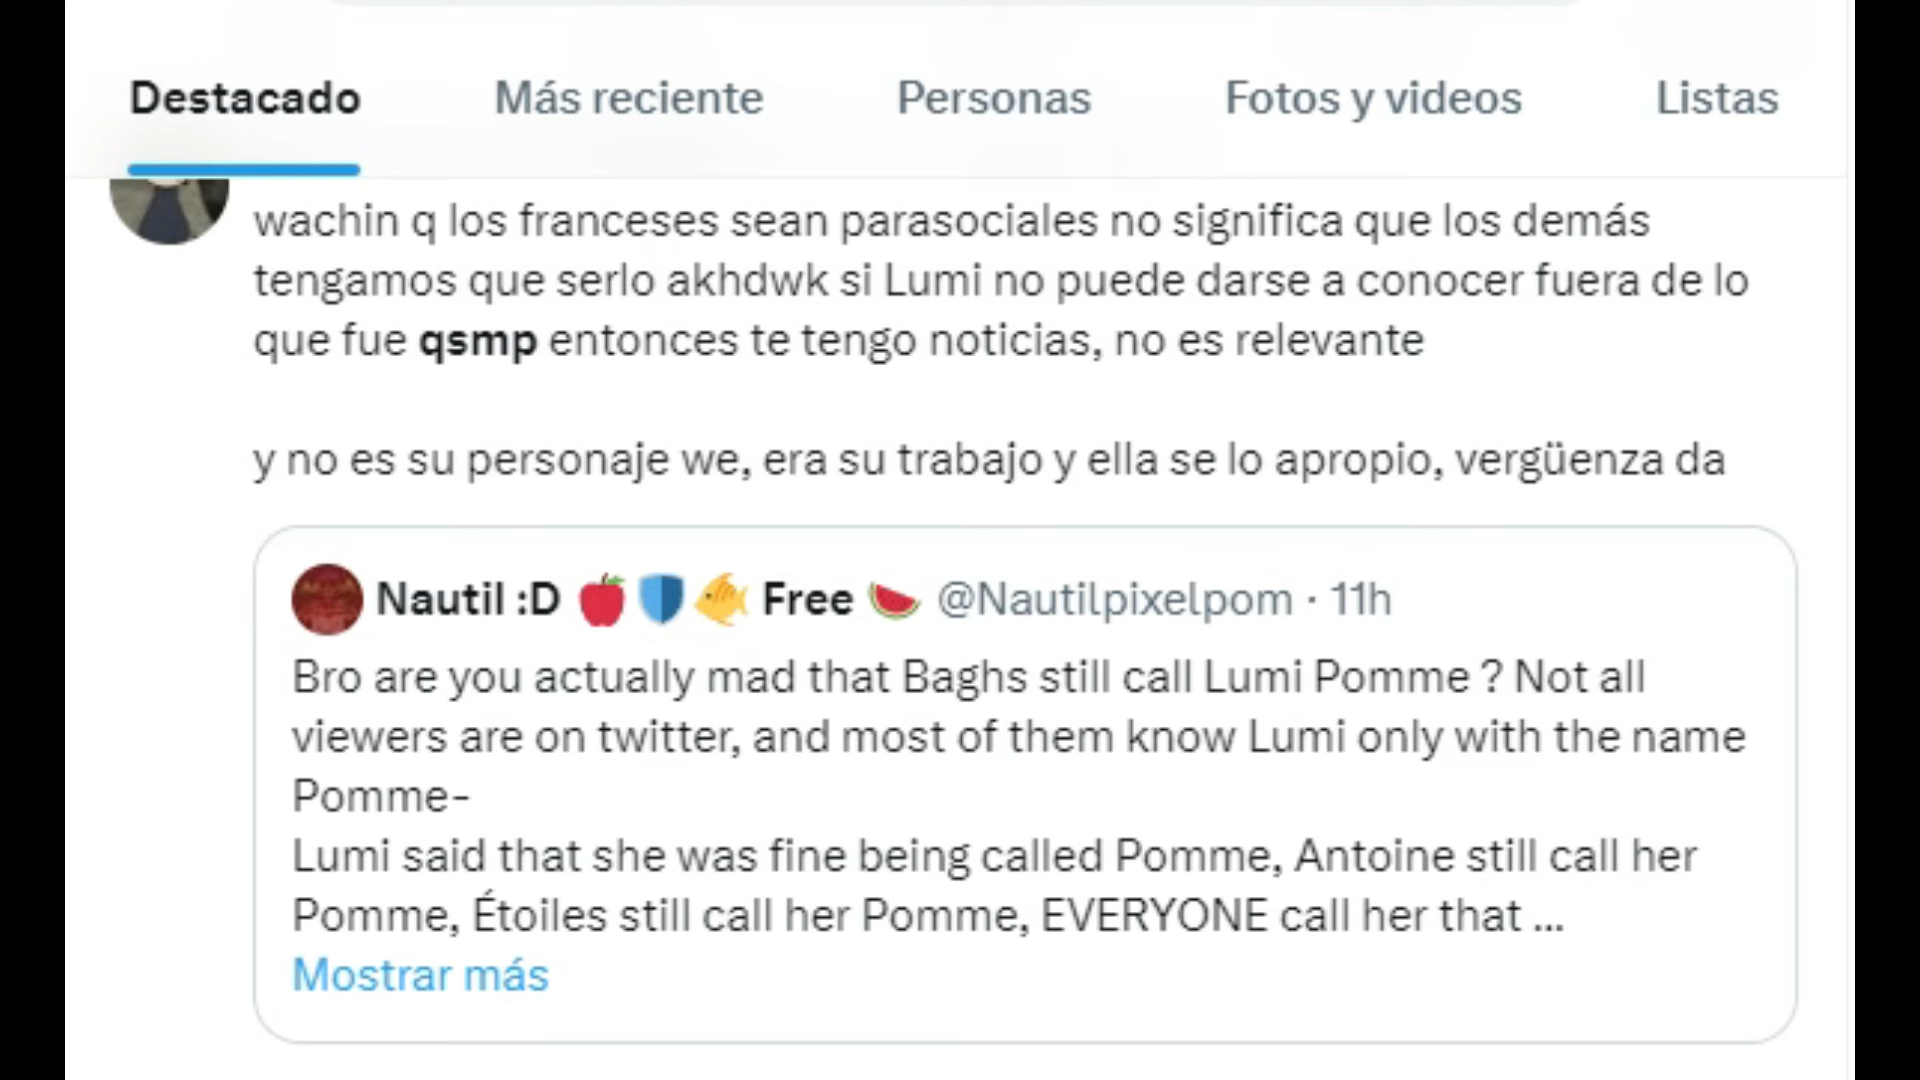 Destacado Más reciente Personas Fotos y videos Listas
wachin q los franceses sean parasociales no significa que los demás
tengamos que serlo akhdwk si Lumi no puede darse a conocer fuera de lo
que fue qsmp entonces te tengo noticias, no es relevante
y no es su personaje we, era su trabajo y ella se lo apropio, vergüenza da
Nautil :D 🍎🛡️🐠 Free 🍉 @Nautilpixelpom · 11h
Bro are you actually mad that Baghs still call Lumi Pomme ? Not all
viewers are on twitter, and most of them know Lumi only with the name
Pomme-
Lumi said that she was fine being called Pomme, Antoine still call her
Pomme, Étoiles still call her Pomme, EVERYONE call her that ...
Mostrar más